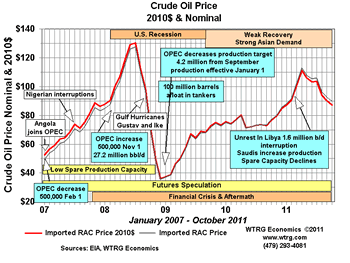 Crude Oil Price
2010$ & Nominal
Crude Oil Price Nominal & 2010$
$140
$120
$100
$80
$60
$40
$20
U.S. Recession
Weak Recovery
Strong Asian Demand
OPEC decreases production target
4.2 million from September
production effective January 1
Nigerian interruptions
100 million barrels
afloat in tankers
Angola
joins OPEC
Gulf Hurricanes
Gustav and Ike
OPEC increase
500,000 Nov 1
27.2 million bbl/d
Unrest In Libya 1.6 million b/d
interruption
Saudis increase production
Spare Capacity Declines
Low Spare Production Capacity
OPEC decrease
500,000 Feb 1
Futures Speculation
Financial Crisis & Aftermath
07 08 09 10 11
January 2007 - October 2011
Imported RAC Price 2010$ Imported RAC Price
WTRG Economics ©2011
www.wtrg.com
(479) 293-4081
Sources: EIA, WTRG Economics